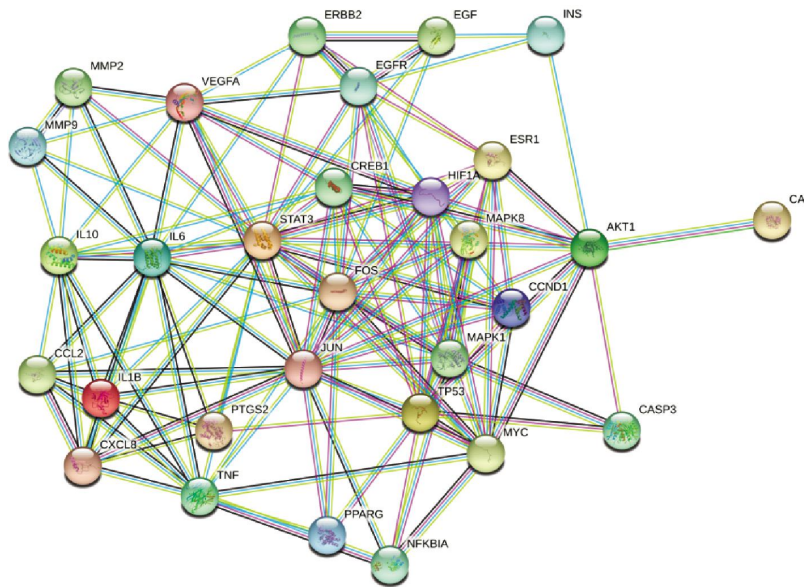 ERBB2
EGF
INS
MMP2
VEGFA
EGFR
MMP9
ESR1
CREB1
HIF1A
CA
STAT3
MAPK8
AKT1
IL10
IL6
FOS
CCND1
MAPK1
JUN
CCL2
IL1B
TP53
CASP3
PTGS2
MYC
CXCL8
TNF
PPARG
NFKBIA